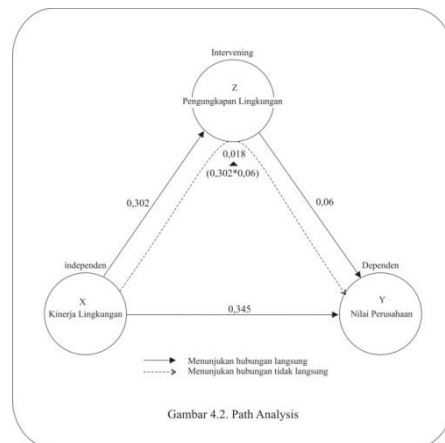 Intervening
Z
Pengungkapan Lingkungan
0,018
(0,302*0,06)
0,302
0,06
independen
Dependen
X
Kinerja Lingkungan
0,345
Y
Nilai Perusahaan
Menunjukan hubungan langsung
Menunjukan hubungan tidak langsung
Gambar 4.2. Path Analysis